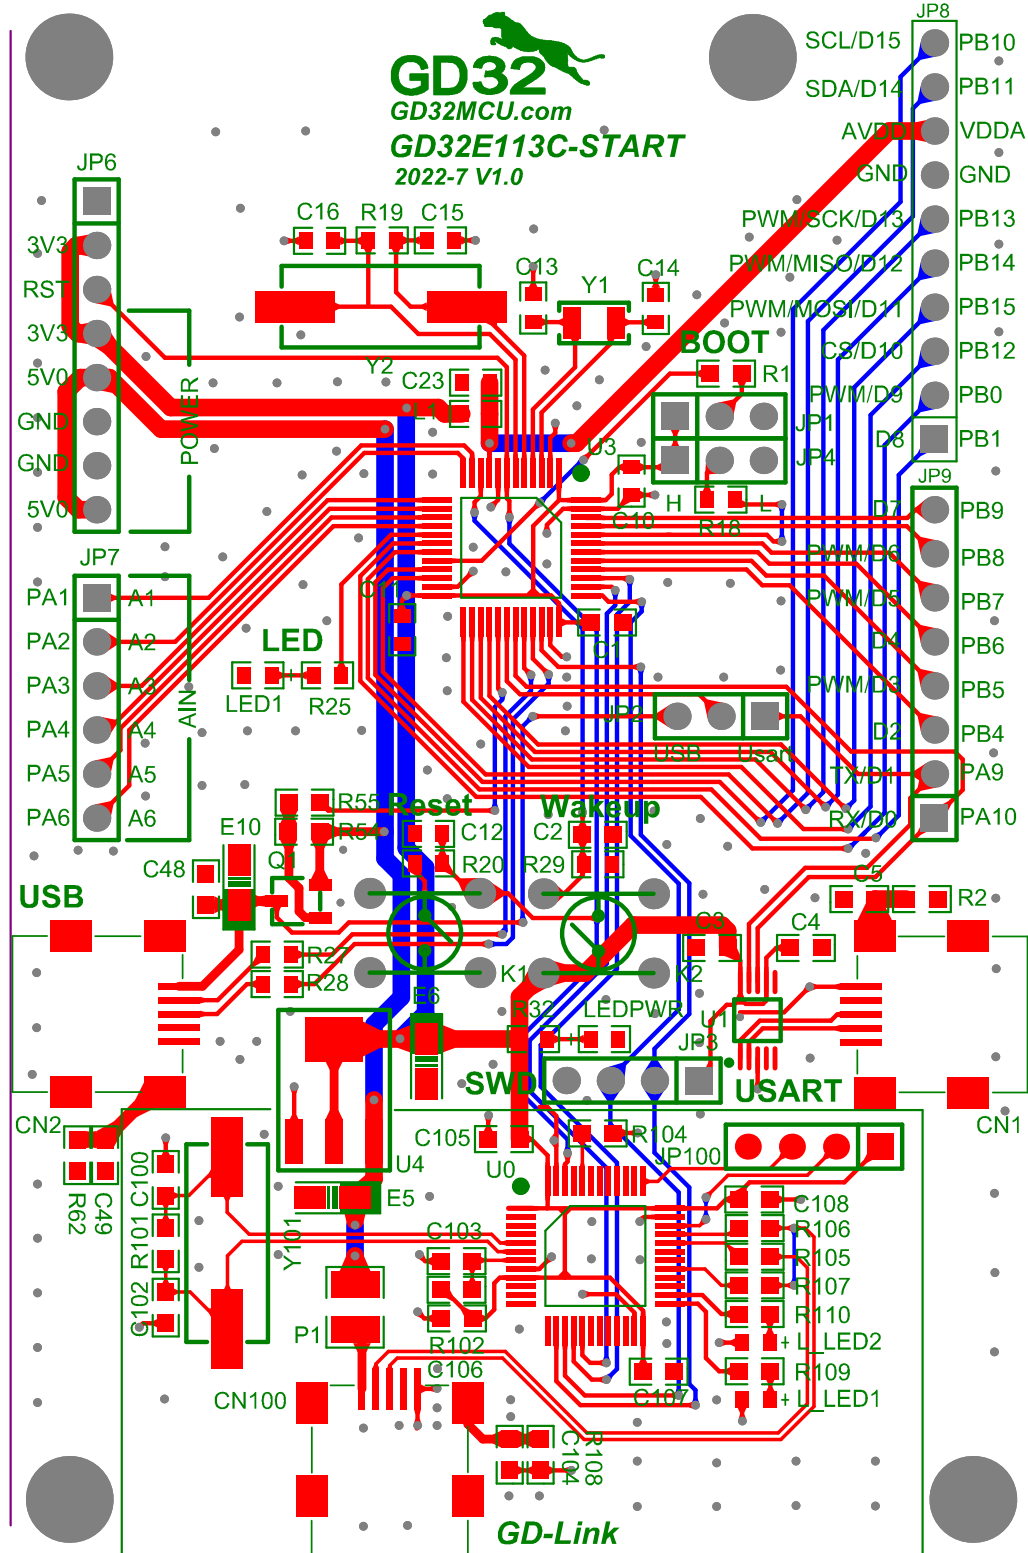 JP8
SCL/D15 PB10
GD32
SDA/D14 PB11
GD32MCU.com
AVDD VDDA
GD32E113C-START
JP6
2022-7 V1.0
GND GND
C16 R19 C15
PWM/SCK/D13 PB13
3V3
C13 C14
PWM/MISO/D12 PB14
RST
Y1
PWM/MOSI/D11 PB15
3V3
BOOT
CS/D10 PB12
Y2
5V0
C23
R1
PWM/D9 PB0
GND
POWER
L1
JP1
U3
D8 PB1
GND
JP4
JP9
5V0
C10
H
R18
L
D7 PB9
JP7
PWM/D6 PB8
PA1 A1
C11
PWM/D5 PB7
PA2 A2
LED
C1
D4 PB6
PA3 A3
LED1
R25
PWM/D3 PB5
AIN
JP2
PA4 A4
USB
Usart
D2 PB4
PA5 A5
TX/D1 PA9
R55
Reset
Wakeup
PA6 A6
RX/D0 PA10
E10
C12
C2
C48
Q1
R20
R29
USB
C5
R2
R27
C3
C4
K1
K2
R28
E6
R32
LEDPWR
+
U1
JP3
SWD
USART
CN2
CN1
C105
R104
U4
U0
JP100
C100
R62
C49
E5
C108
R101
Y101
C103
R106
R105
C102
R107
P1
R110
R102
+ L_LED2
C106
R109
CN100
C107
+ L_LED1
C104
R108
GD-Link